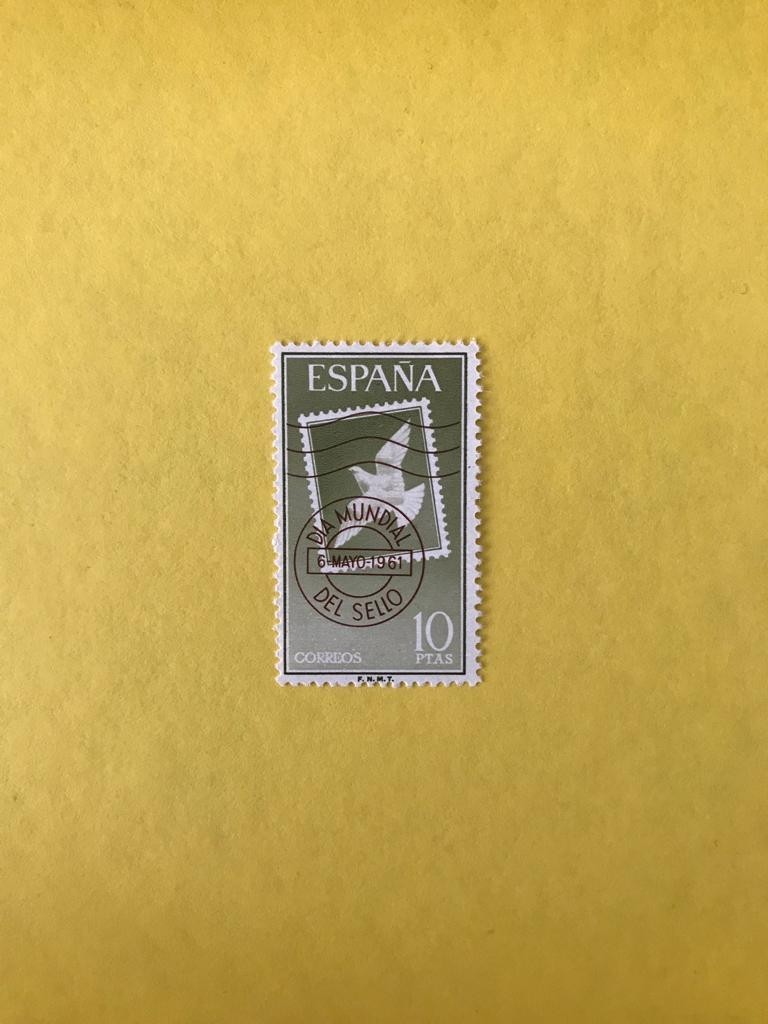 ESPAÑA
DIA MUNDIAL
6-MAYO-1961
DEL SELLO
10
CORREOS
PTAS
F. N. M. T.